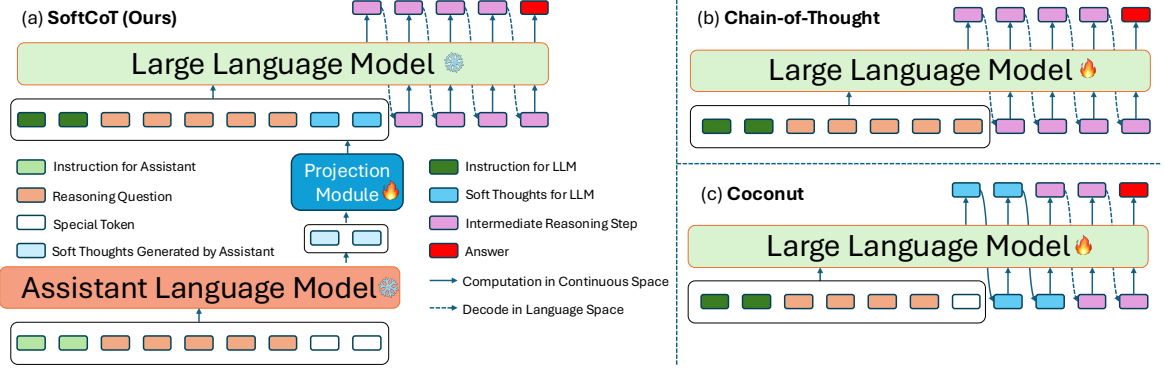 (a) SoftCoT (Ours)
Large Language Model
Instruction for Assistant
Reasoning Question
Special Token
Soft Thoughts Generated by Assistant
Projection
Module
Instruction for LLM
Soft Thoughts for LLM
Intermediate Reasoning Step
Answer
Computation in Continuous Space
Decode in Language Space
Assistant Language Model
(b) Chain-of-Thought
Large Language Model
(c) Coconut
Large Language Model